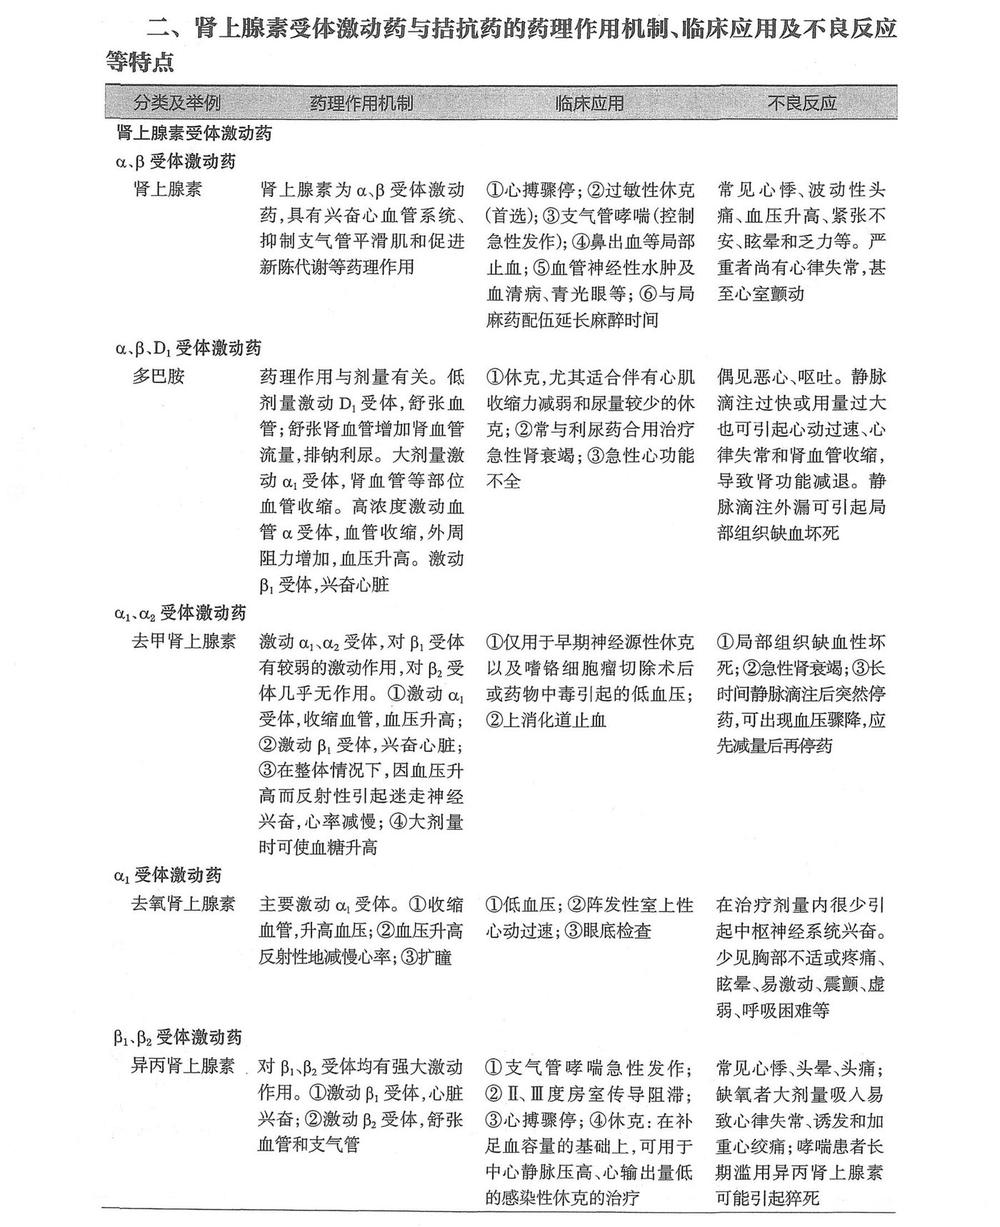 二、肾上腺素受体激动药与拮抗药的药理作用机制、临床应用及不良反应
等特点
分类及举例 药理作用机制 临床应用 不良反应
肾上腺素受体激动药
α、β 受体激动药
肾上腺素
肾上腺素为 α、β 受体激动
药,具有兴奋心血管系统、
抑制支气管平滑肌和促进
新陈代谢等药理作用
①心搏骤停; ②过敏性休克
(首选); ③支气管哮喘 (控制
急性发作); ④鼻出血等局部
止血; ⑤血管神经性水肿及
血清病、青光眼等; ⑥与局
麻药配伍延长麻醉时间
常见心悸、波动性头
痛、血压升高、紧张不
安、眩晕和乏力等。严
重者尚有心律失常,甚
至心室颤动
α、β、D₁ 受体激动药
多巴胺
药理作用与剂量有关。低
剂量激动 D₁ 受体,舒张血
管; 舒张肾血管增加肾血管
流量,排钠利尿。大剂量激
动 α₁ 受体,肾血管等部位
血管收缩。高浓度激动血
管 α 受体,血管收缩,外周
阻力增加,血压升高。激动
β₁ 受体,兴奋心脏
①休克,尤其适合伴有心肌
收缩力减弱和尿量较少的休
克; ②常与利尿药合用治疗
急性肾衰竭; ③急性心功能
不全
偶见恶心、呕吐。静脉
滴注过快或用量过大
也可引起心动过速、心
律失常和肾血管收缩,
导致肾功能减退。静
脉滴注外漏可引起局
部组织缺血坏死
α₁、α₂ 受体激动药
去甲肾上腺素
激动 α₁、α₂ 受体,对 β₁ 受体
有较弱的激动作用,对 β₂ 受
体几乎无作用。①激动 α₁
受体,收缩血管,血压升高;
②激动 β₁ 受体,兴奋心脏;
③在整体情况下,因血压升
高而反射性引起迷走神经
兴奋,心率减慢; ④大剂量
时可使血糖升高
①仅用于早期神经源性休克
以及嗜铬细胞瘤切除术后
或药物中毒引起的低血压;
②上消化道止血
①局部组织缺血性坏
死; ②急性肾衰竭; ③长
时间静脉滴注后突然停
药,可出现血压骤降,应
先减量后再停药
α₁ 受体激动药
去氧肾上腺素
主要激动 α₁ 受体。①收缩
血管,升高血压; ②血压升高
反射性地减慢心率; ③扩瞳
①低血压; ②阵发性室上性
心动过速; ③眼底检查
在治疗剂量内很少引
起中枢神经系统兴奋。
少见胸部不适或疼痛、
眩晕、易激动、震颤、虚
弱、呼吸困难等
β₁、β₂ 受体激动药
异丙肾上腺素
对 β₁、β₂ 受体均有强大激动
作用。①激动 β₁ 受体,心脏
兴奋; ②激动 β₂ 受体,舒张
血管和支气管
①支气管哮喘急性发作;
②Ⅱ、Ⅲ度房室传导阻滞;
③心搏骤停; ④休克: 在补
足血容量的基础上,可用于
中心静脉压高、心输出量低
的感染性休克的治疗
常见心悸、头晕、头痛;
缺氧者大剂量吸入易
致心律失常、诱发和加
重心绞痛; 哮喘患者长
期滥用异丙肾上腺素
可能引起猝死